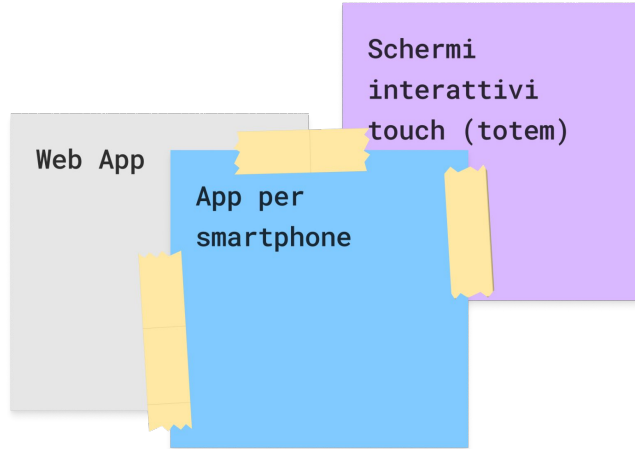 Web App
App per
smartphone
Schermi
interattivi
touch (totem)